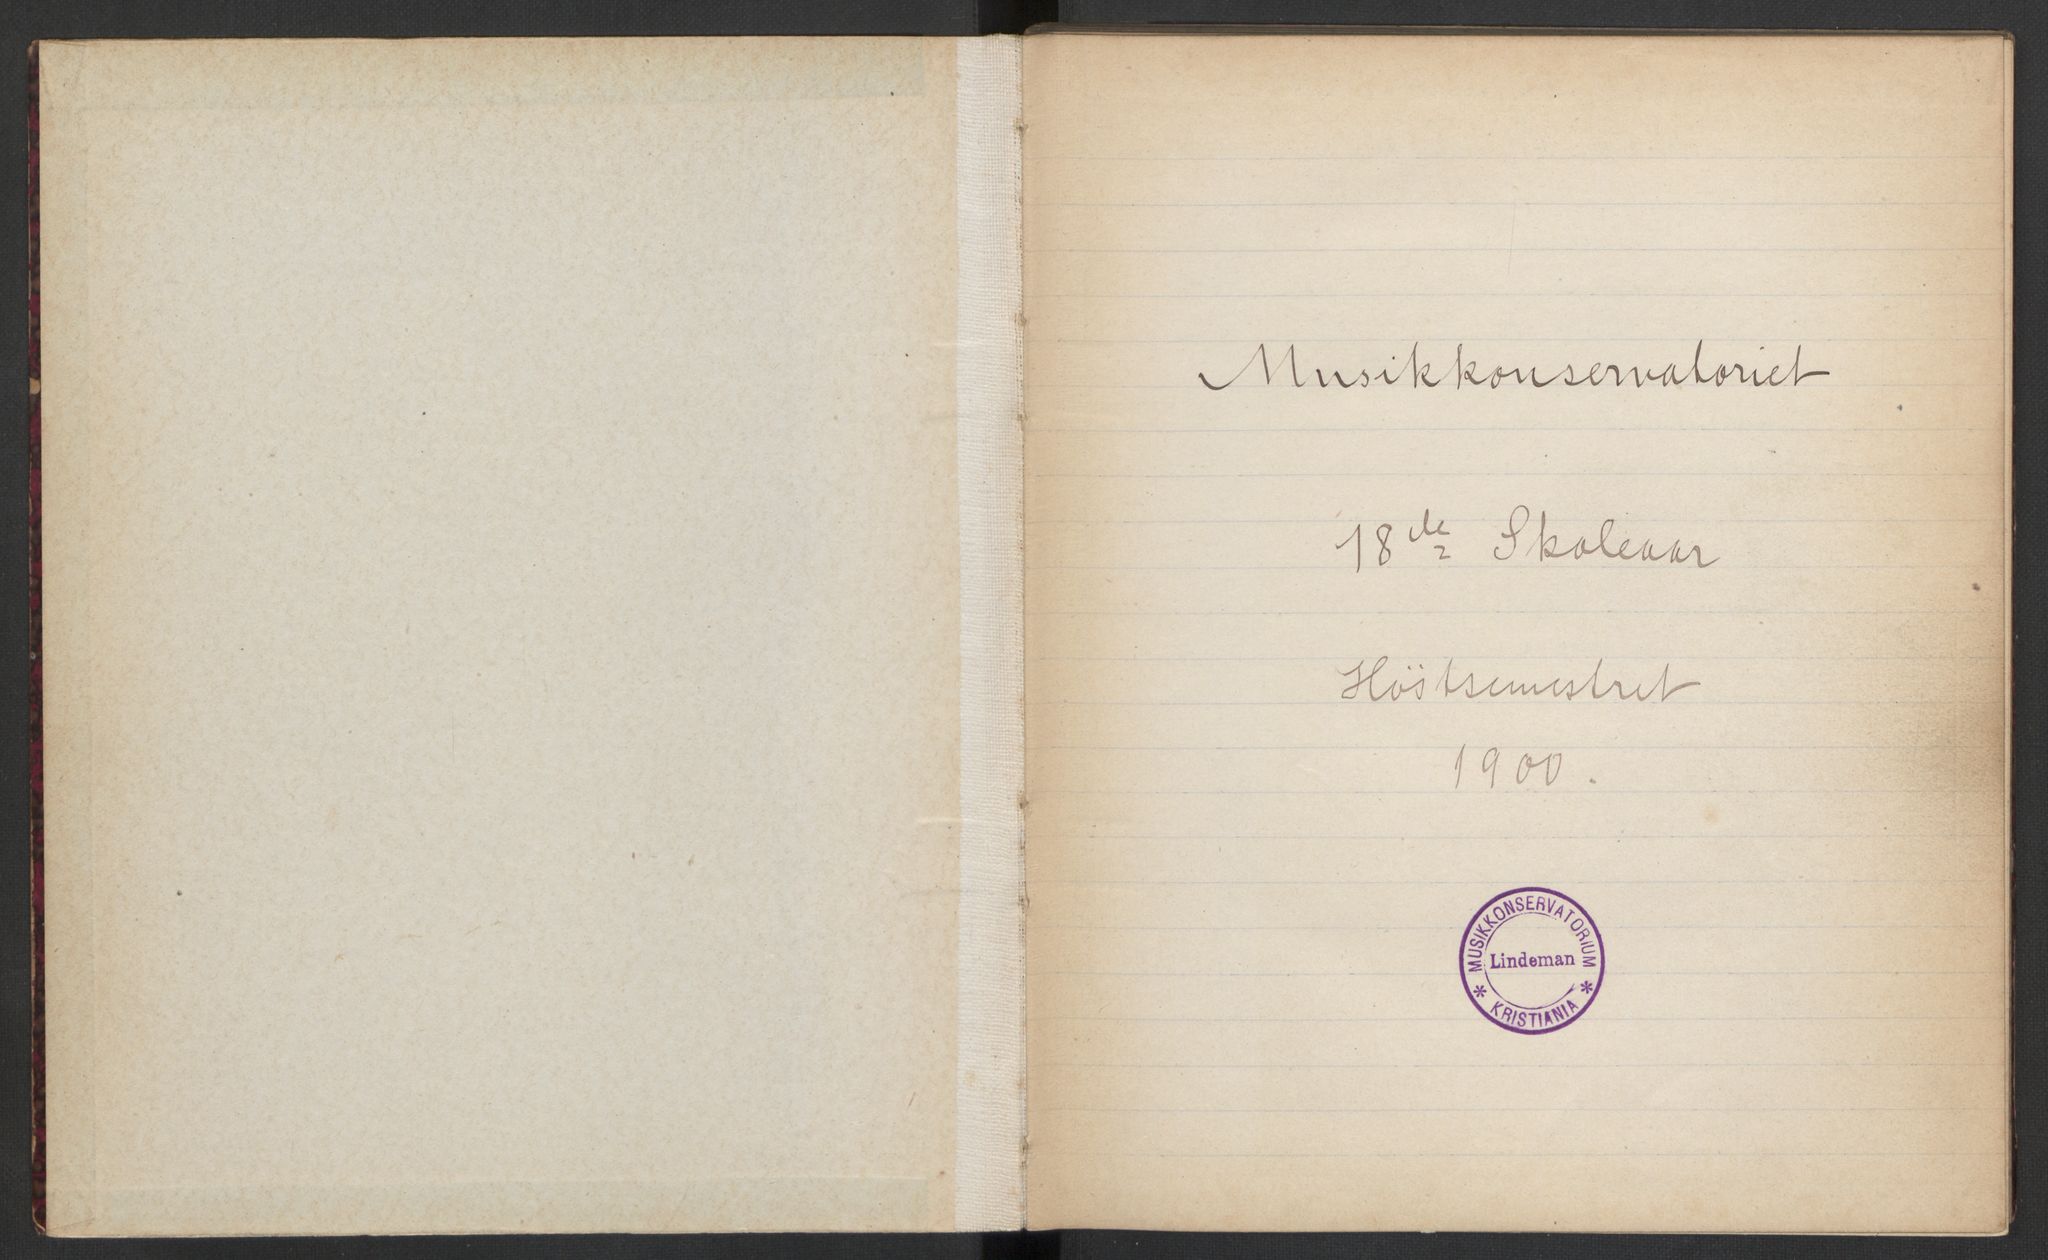 Musikkonservatoriet
18de Skoleaar
Höstsemestret
1900.
MUSIKKONSERVATORIUM
Lindeman
* KRISTIANIA *